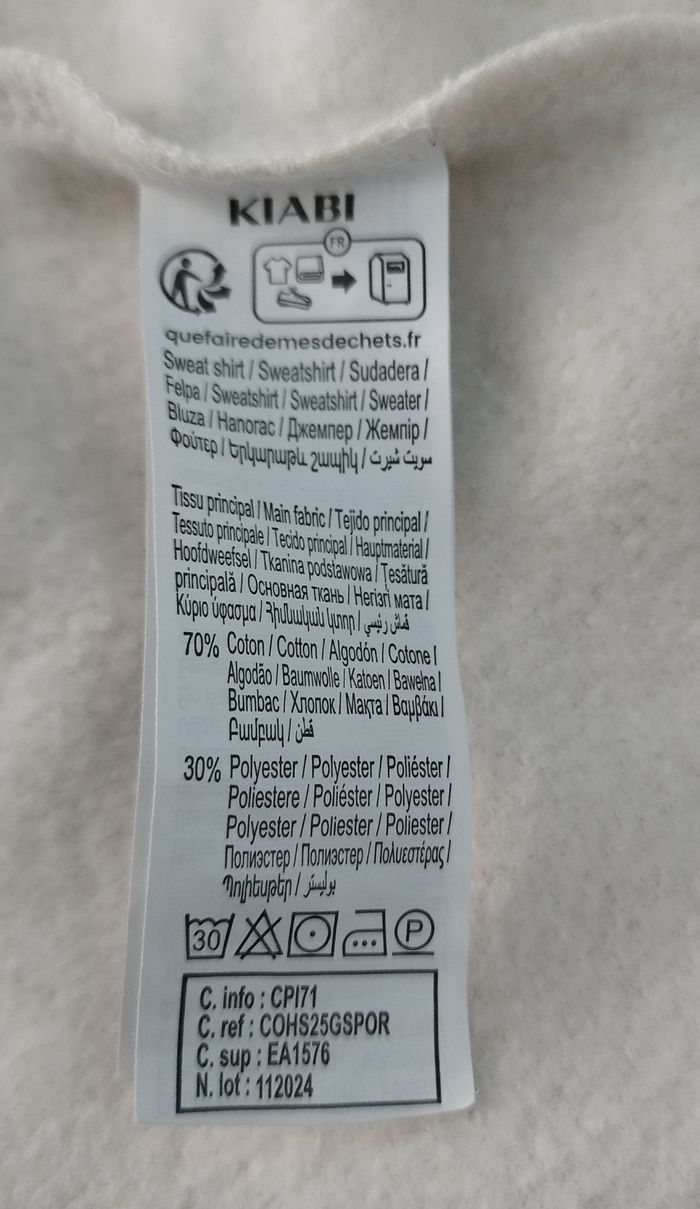 KIABI
FR
quefairedemesdechets.fr
Sweat shirt / Sweatshirt / Sudadera /
Felpa / Sweatshirt / Sweatshirt / Sweater /
Bluza / Hanorac / Джемпер / Жемпір /
Φούτερ / Երկարաթև շապիկ / سويت شيرت
Tissu principal / Main fabric / Tejido principal /
Tessuto principale / Tecido principal / Hauptmaterial /
Hoofdweefsel / Tkanina podstawowa / Țesătură
principală / Основная ткань / Негізгі мата /
Κύριο ύφασμα / Հիմնական կտոր / قماش رئيسي
70% Coton / Cotton / Algodón / Cotone /
Algodão / Baumwolle / Katoen / Bawełna /
Bumbac / Хлопок / Мақта / Βαμβάκι /
Բամբակ / قطن
30% Polyester / Polyester / Poliéster /
Poliestere / Poliéster / Polyester /
Polyester / Poliester / Poliester /
Полиэстер / Полиэстер / Πολυεστέρας /
Պոլիեսթեր / بوليستر
30 P
C. info : CPI71
C. ref : COHS25GSPOR
C. sup : EA1576
N. lot : 112024